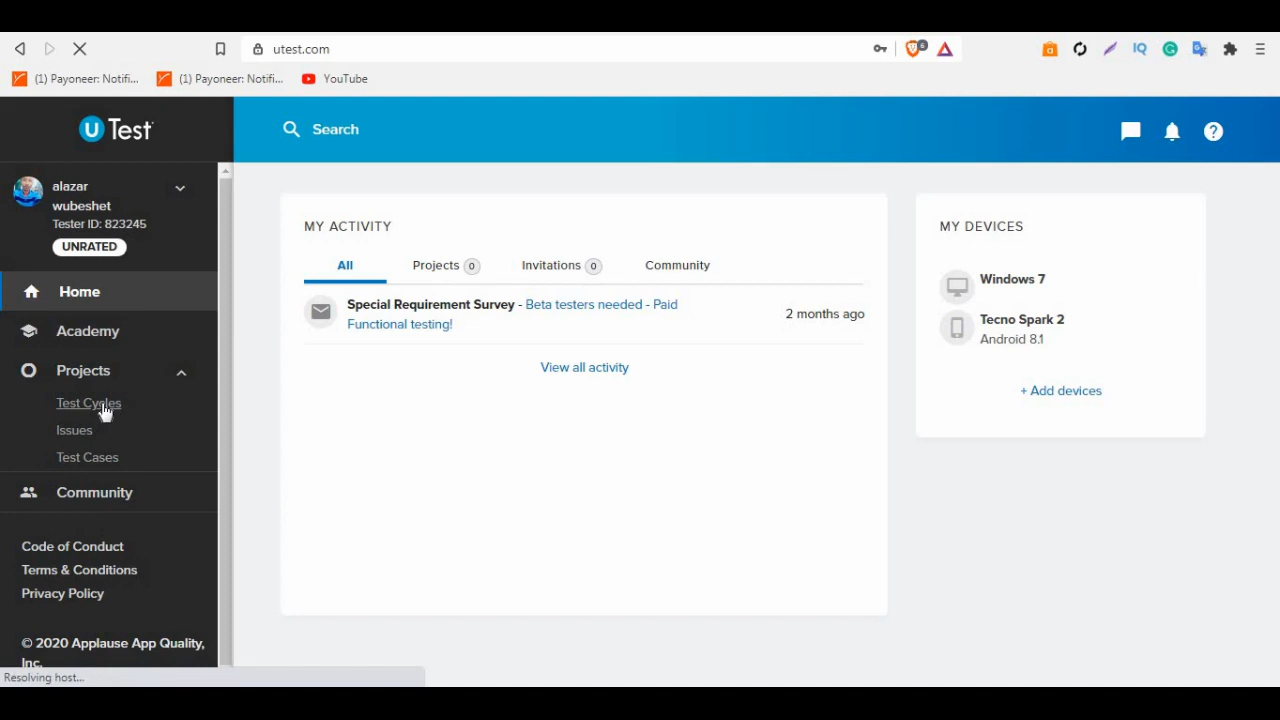 utest.com
6
IQ
(1) Payoneer: Notifi...
(1) Payoneer: Notifi...
YouTube
u Test
Search
alazar
wubeshet
Tester ID: 823245
UNRATED
Home
Academy
Projects
Test Cycles
Issues
Test Cases
Community
Code of Conduct
Terms & Conditions
Privacy Policy
© 2020 Applause App Quality,
Inc.
Resolving host...
MY ACTIVITY
All
Projects 0
Invitations 0
Community
Special Requirement Survey - Beta testers needed - Paid
Functional testing!
2 months ago
View all activity
MY DEVICES
Windows 7
Tecno Spark 2
Android 8.1
+ Add devices